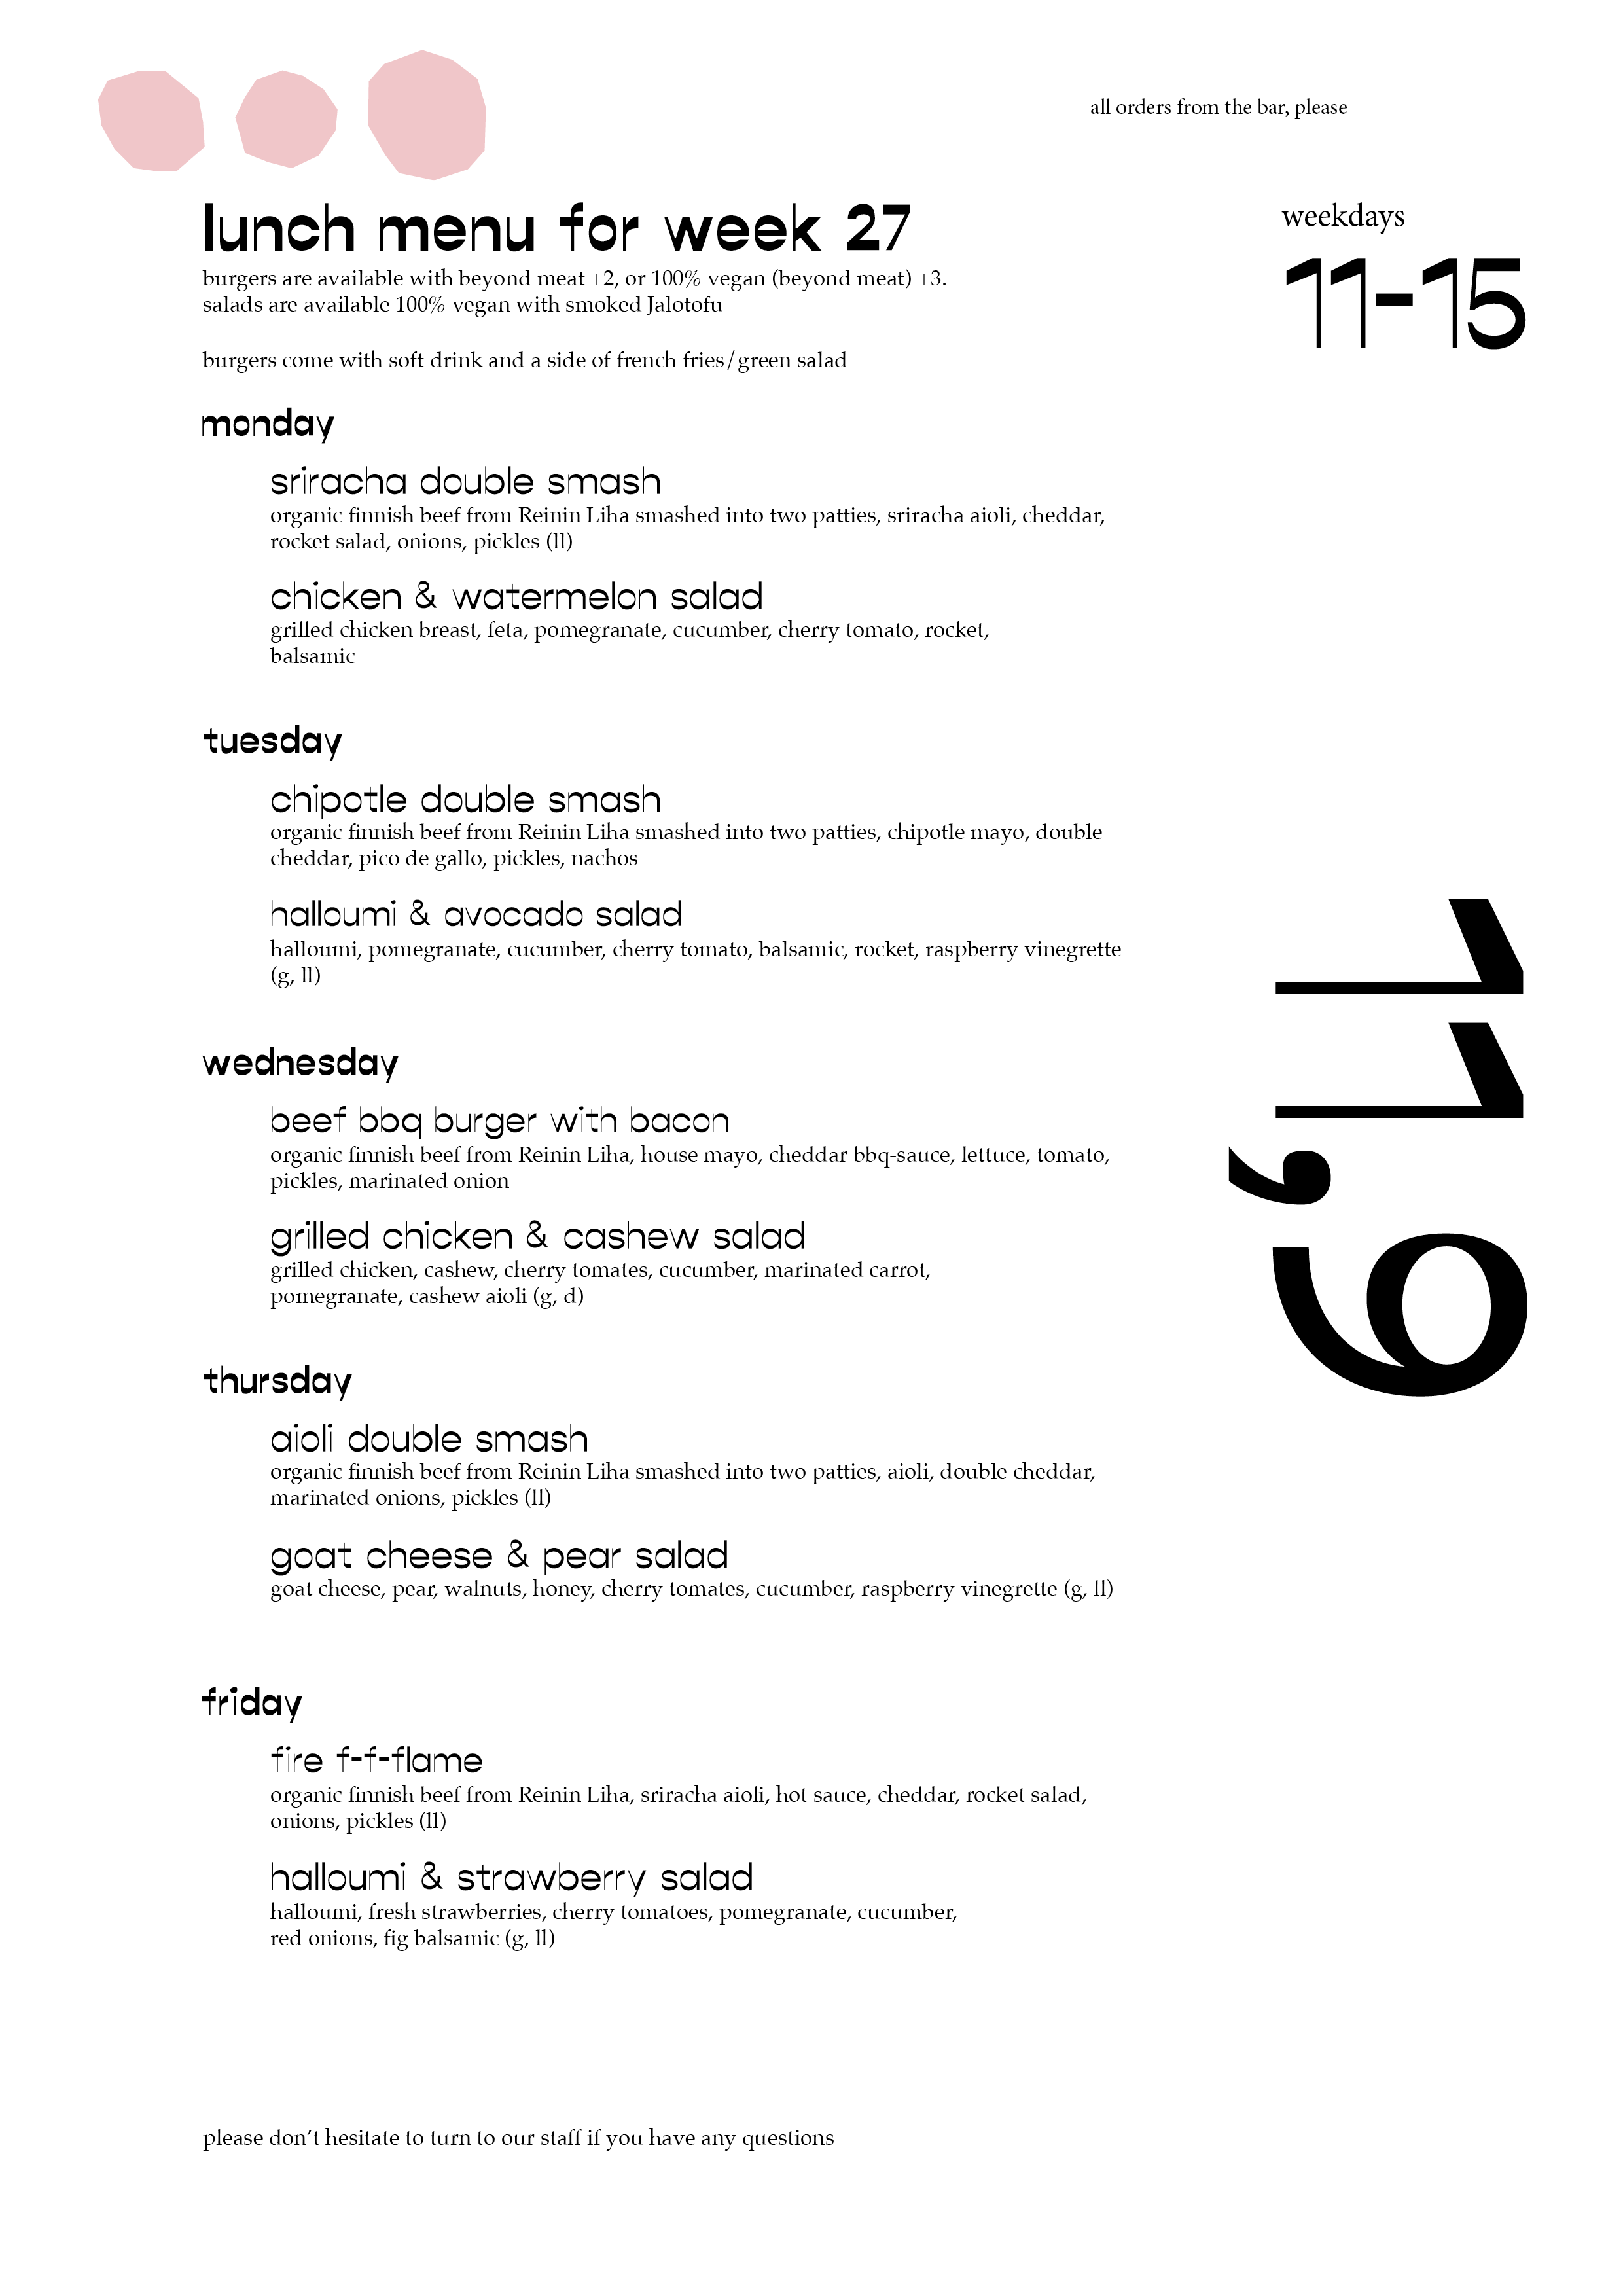 all orders from the bar, please
lunch menu for week 27
weekdays
11-15
burgers are available with beyond meat +2, or 100% vegan (beyond meat) +3.
salads are available 100% vegan with smoked Jalotofu
burgers come with soft drink and a side of french fries/green salad
monday
sriracha double smash
organic finnish beef from Reinin Liha smashed into two patties, sriracha aioli, cheddar,
rocket salad, onions, pickles (ll)
chicken & watermelon salad
grilled chicken breast, feta, pomegranate, cucumber, cherry tomato, rocket,
balsamic
tuesday
chipotle double smash
organic finnish beef from Reinin Liha smashed into two patties, chipotle mayo, double
cheddar, pico de gallo, pickles, nachos
halloumi & avocado salad
halloumi, pomegranate, cucumber, cherry tomato, balsamic, rocket, raspberry vinegrette
(g, ll)
11,9
wednesday
beef bbq burger with bacon
organic finnish beef from Reinin Liha, house mayo, cheddar bbq-sauce, lettuce, tomato,
pickles, marinated onion
grilled chicken & cashew salad
grilled chicken, cashew, cherry tomates, cucumber, marinated carrot,
pomegranate, cashew aioli (g, d)
thursday
aioli double smash
organic finnish beef from Reinin Liha smashed into two patties, aioli, double cheddar,
marinated onions, pickles (ll)
goat cheese & pear salad
goat cheese, pear, walnuts, honey, cherry tomates, cucumber, raspberry vinegrette (g, ll)
friday
fire f-f-flame
organic finnish beef from Reinin Liha, sriracha aioli, hot sauce, cheddar, rocket salad,
onions, pickles (ll)
halloumi & strawberry salad
halloumi, fresh strawberries, cherry tomatoes, pomegranate, cucumber,
red onions, fig balsamic (g, ll)
please don’t hesitate to turn to our staff if you have any questions